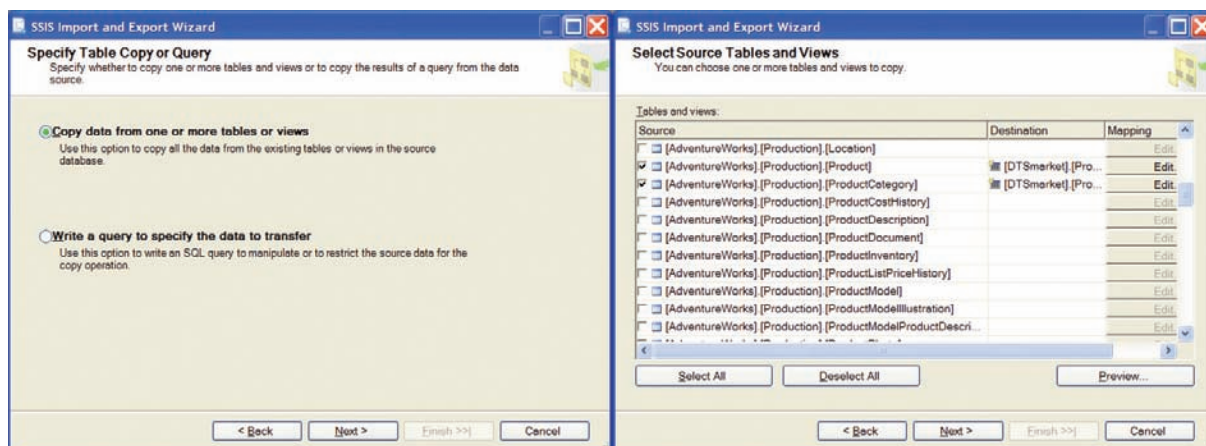 SSIS Import and Export Wizard
Specify Table Copy or Query
Specify whether to copy one or more tables and views or to copy the results of a query from the data
source.
Copy data from one or more tables or views
Use this option to copy all the data from the existing tables or views in the source
database.
Write a query to specify the data to transfer
Use this option to write an SQL query to manipulate or to restrict the source data for the
copy operation.
< Back Next > Finish >>| Cancel
SSIS Import and Export Wizard
Select Source Tables and Views
You can choose one or more tables and views to copy.
Tables and views:
Source Destination Mapping
[AdventureWorks].[Production].[Location] Edit
[AdventureWorks].[Production].[Product] [DTSmarket].[Pro... Edit.
[AdventureWorks].[Production].[ProductCategory] [DTSmarket].[Pro... Edit.
[AdventureWorks].[Production].[ProductCostHistory] Edit
[AdventureWorks].[Production].[ProductDescription] Edit
[AdventureWorks].[Production].[ProductDocument] Edit
[AdventureWorks].[Production].[ProductInventory] Edit
[AdventureWorks].[Production].[ProductListPriceHistory] Edit
[AdventureWorks].[Production].[ProductModel] Edit
[AdventureWorks].[Production].[ProductModelIllustration] Edit
[AdventureWorks].[Production].[ProductModelProductDescri... Edit
Select All Deselect All Preview...
< Back Next > Finish >>| Cancel